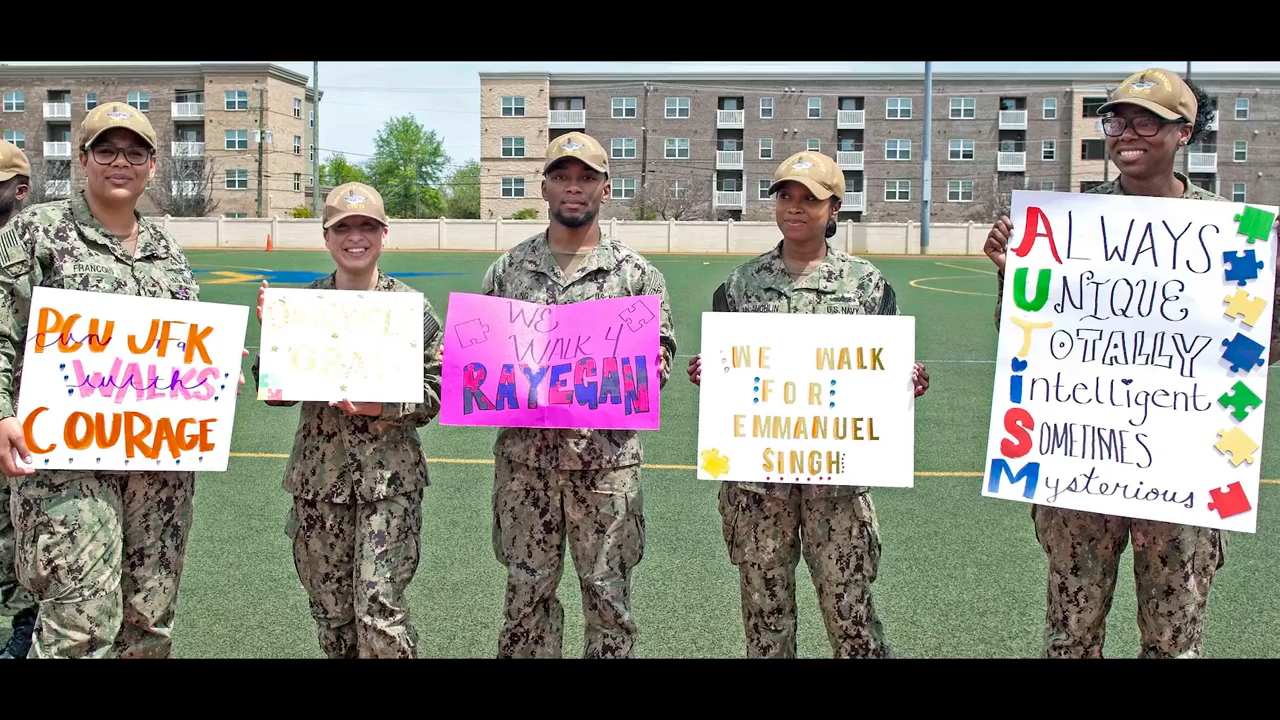 FRANCOIS
PCU JFK
WALKS
with
COURAGE
WE
WALK 4
RAYEGAN
U.S. NAVY
WE WALK
FOR
EMMANUEL
SINGH
ALWAYS
UNIQUE
TOTALLY
intelligent
SOMETIMES
Mysterious